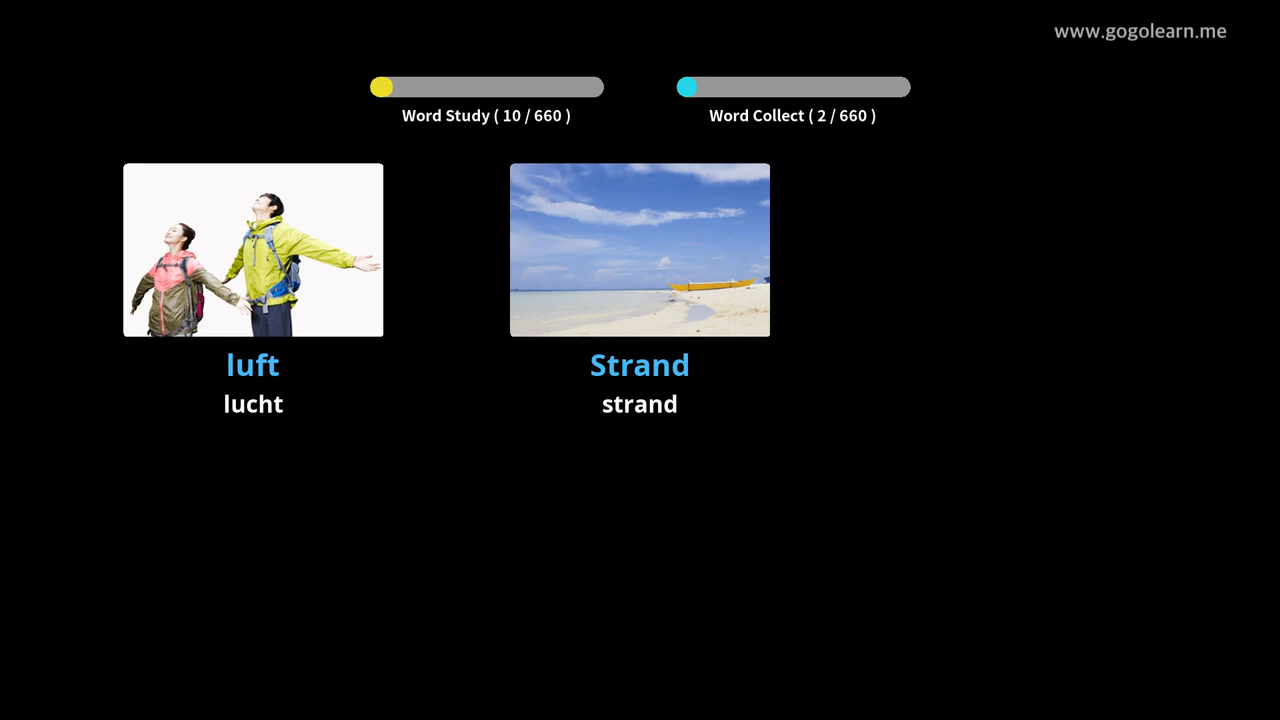 www.gogolearn.me
Word Study ( 10 / 660 )
Word Collect ( 2 / 660 )
luft
lucht
Strand
strand